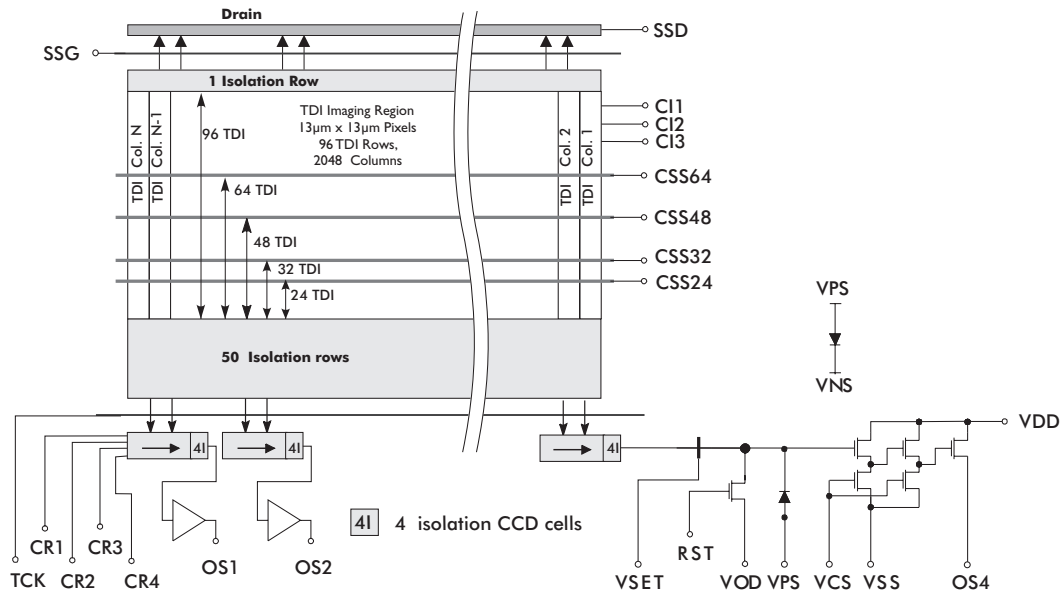 Drain
SSD
SSG
1 Isolation Row
TDI Col. N
TDI Col. N-1
96 TDI
TDI Imaging Region
13µm x 13µm Pixels
96 TDI Rows,
2048 Columns
TDI Col. 2
TDI Col. 1
CI1
CI2
CI3
CSS64
64 TDI
CSS48
48 TDI
CSS32
32 TDI
CSS24
24 TDI
50 Isolation rows
VPS
VNS
VDD
4I
4I
4I
4I 4 isolation CCD cells
CR1
CR3
TCK
CR2
CR4
OS1
OS2
RST
VSET
VOD
VPS
VCS
VSS
OS4